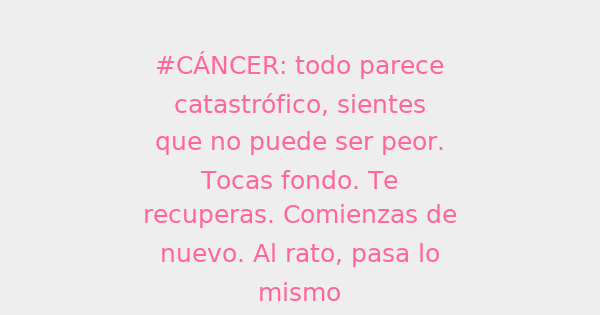 #CÁNCER: todo parece
catastrófico, sientes
que no puede ser peor.
Tocas fondo. Te
recuperas. Comienzas de
nuevo. Al rato, pasa lo
mismo